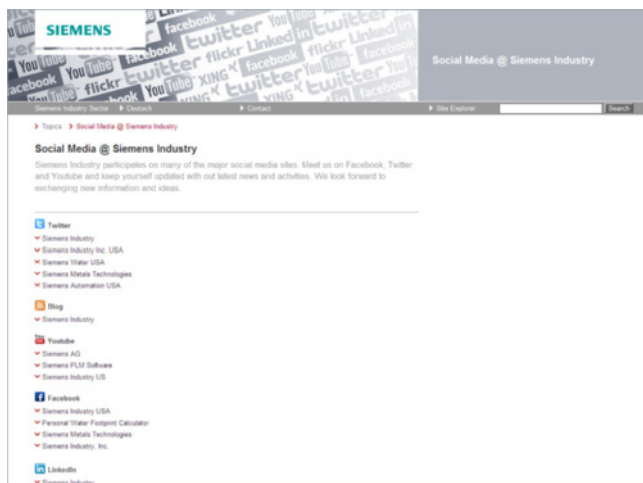 SIEMENS
Social Media @ Siemens Industry
Siemens Industry Sector Deutsch Contact Site Explorer Search
Topics Social Media @ Siemens Industry
Social Media @ Siemens Industry
Siemens Industry participates on many of the major social media sites. Meet us on Facebook, Twitter
and Youtube and keep yourself updated with out latest news and activities. We look forward to
exchanging new information and ideas.
Twitter
Siemens Industry
Siemens Industry Inc. USA
Siemens Water USA
Siemens Metals Technologies
Siemens Automation USA
Blog
Siemens Industry
Youtube
Siemens AG
Siemens PLM Software
Siemens Industry US
Facebook
Siemens Industry USA
Personal Water Footprint Calculator
Siemens Metals Technologies
Siemens Industry, Inc.
LinkedIn
Siemens Industry